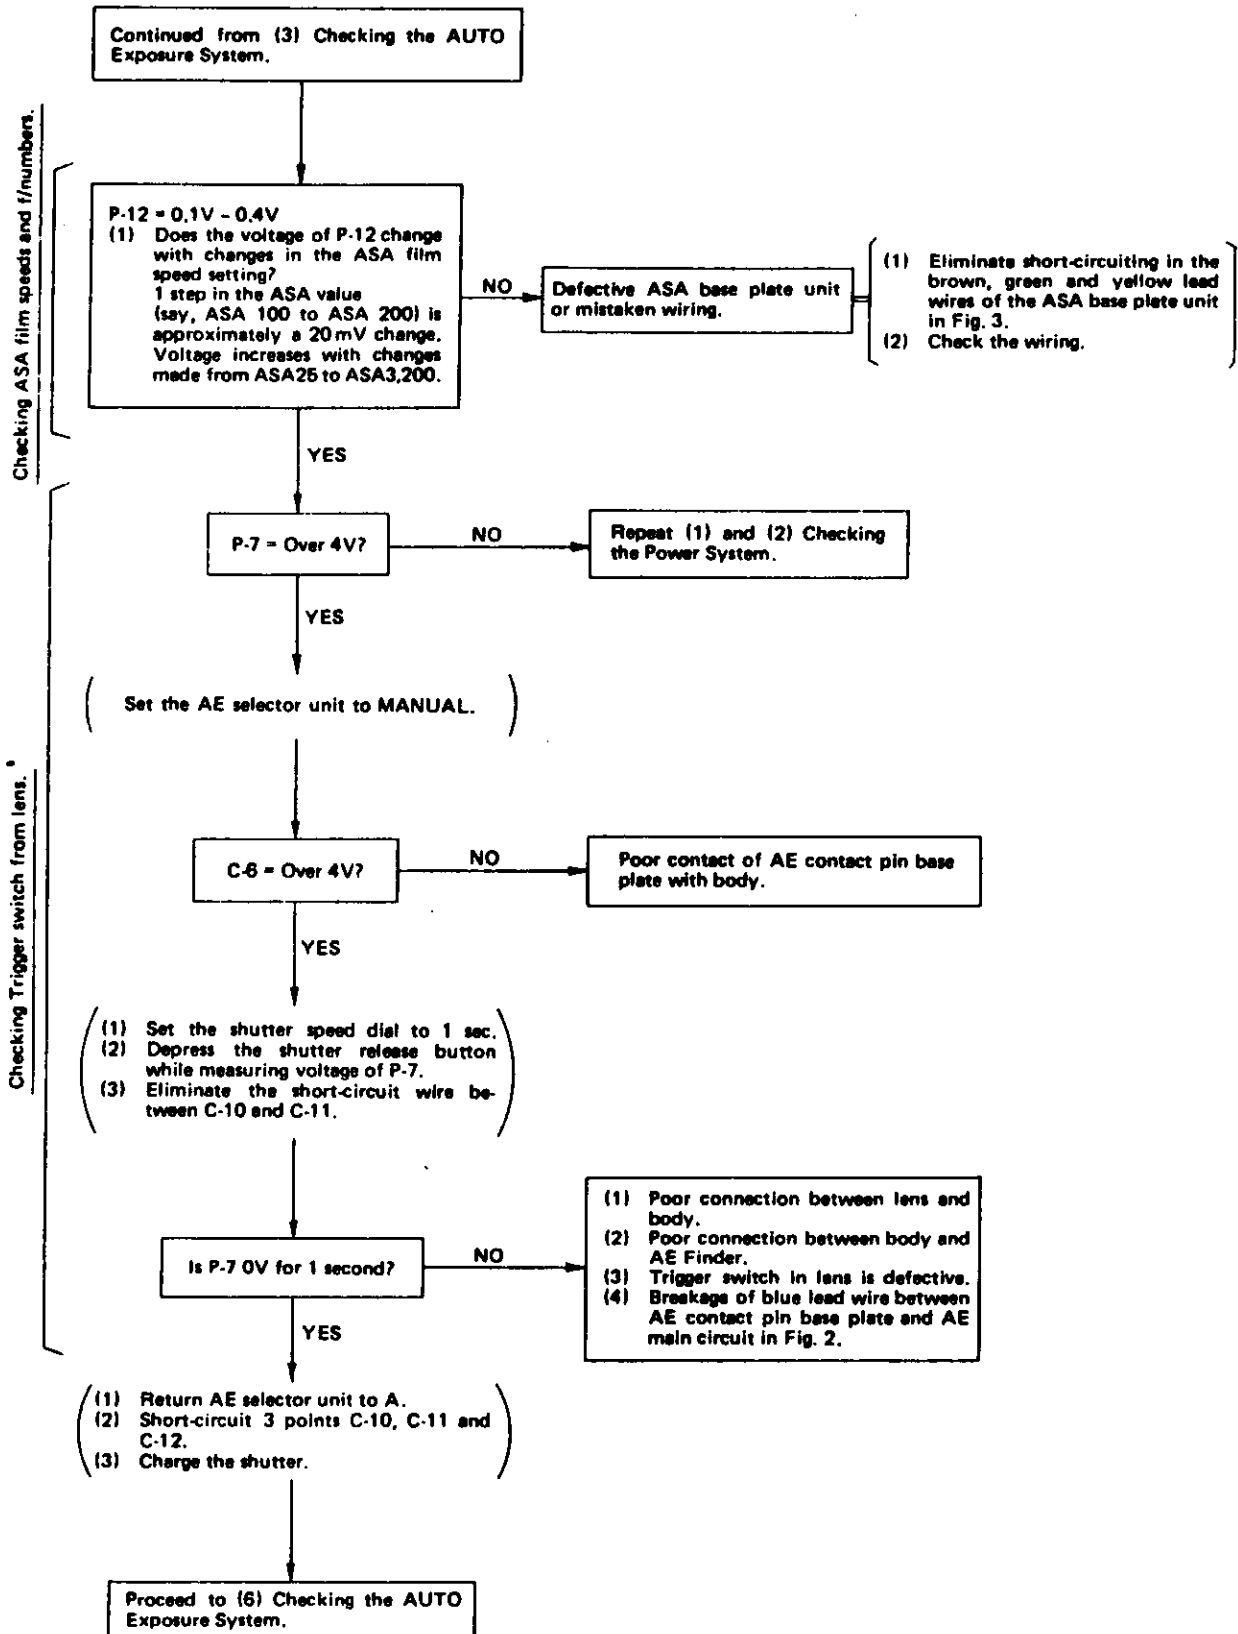 Continued from (3) Checking the AUTO
Exposure System.
Checking ASA film speeds and f/numbers.
P-12 = 0.1V – 0.4V
(1) Does the voltage of P-12 change
with changes in the ASA film
speed setting?
1 step in the ASA value
(say, ASA 100 to ASA 200) is
approximately a 20 mV change.
Voltage increases with changes
made from ASA25 to ASA3,200.
NO
Defective ASA base plate unit
or mistaken wiring.
(1) Eliminate short-circuiting in the
brown, green and yellow lead
wires of the ASA base plate unit
in Fig. 3.
(2) Check the wiring.
YES
Checking Trigger switch from lens.
P-7 = Over 4V?
NO
Repeat (1) and (2) Checking
the Power System.
YES
Set the AE selector unit to MANUAL.
C-6 = Over 4V?
NO
Poor contact of AE contact pin base
plate with body.
YES
(1) Set the shutter speed dial to 1 sec.
(2) Depress the shutter release button
while measuring voltage of P-7.
(3) Eliminate the short-circuit wire be-
tween C-10 and C-11.
Is P-7 0V for 1 second?
NO
(1) Poor connection between lens and
body.
(2) Poor connection between body and
AE Finder.
(3) Trigger switch in lens is defective.
(4) Breakage of blue lead wire between
AE contact pin base plate and AE
main circuit in Fig. 2.
YES
(1) Return AE selector unit to A.
(2) Short-circuit 3 points C-10, C-11 and
C-12.
(3) Charge the shutter.
Proceed to (6) Checking the AUTO
Exposure System.